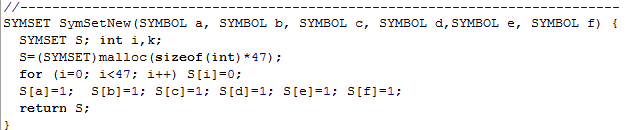 //----------------------------------------------------------------------------
SYMSET SymSetNew(SYMBOL a, SYMBOL b, SYMBOL c, SYMBOL d,SYMBOL e, SYMBOL f) {
  SYMSET S; int i,k;
  S=(SYMSET)malloc(sizeof(int)*47);
  for (i=0; i<47; i++) S[i]=0;
  S[a]=1;  S[b]=1; S[c]=1; S[d]=1; S[e]=1; S[f]=1;
  return S;
}